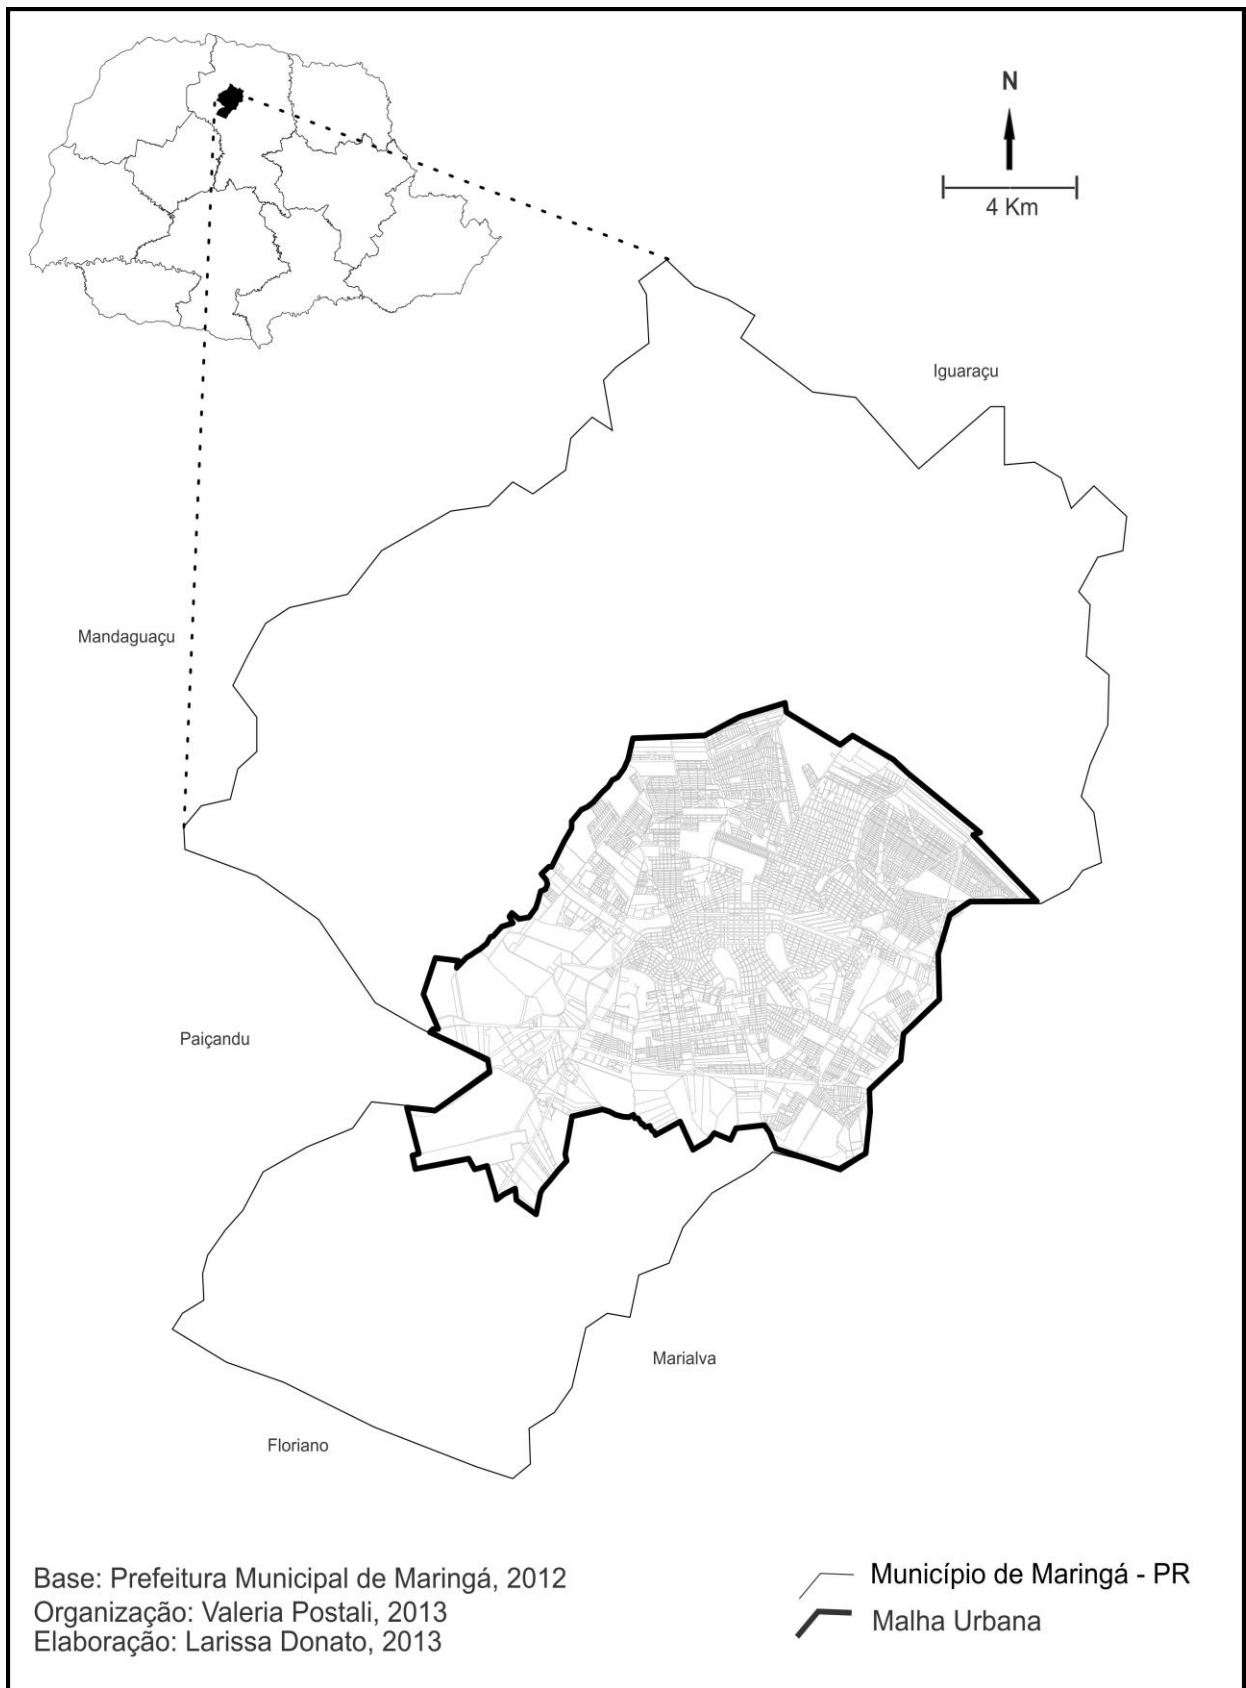 N
4 Km
Iguaraçu
Mandaguaçu
Paiçandu
Marialva
Floriano
Base: Prefeitura Municipal de Maringá, 2012
Organização: Valeria Postali, 2013
Elaboração: Larissa Donato, 2013
Município de Maringá - PR
Malha Urbana